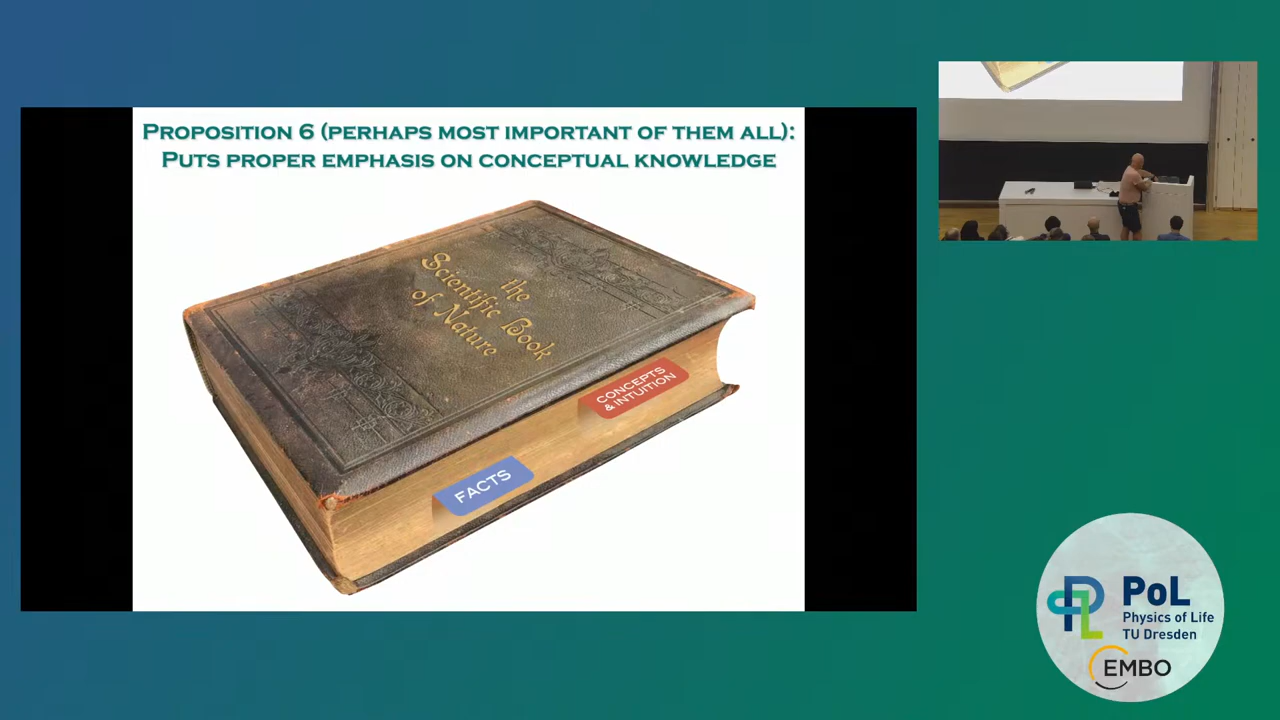 PROPOSITION 6 (PERHAPS MOST IMPORTANT OF THEM ALL):
PUTS PROPER EMPHASIS ON CONCEPTUAL KNOWLEDGE
the
Scientific Book
of Nature
CONCEPTS
& INTUITION
FACTS
PoL
Physics of Life
TU Dresden
EMBO